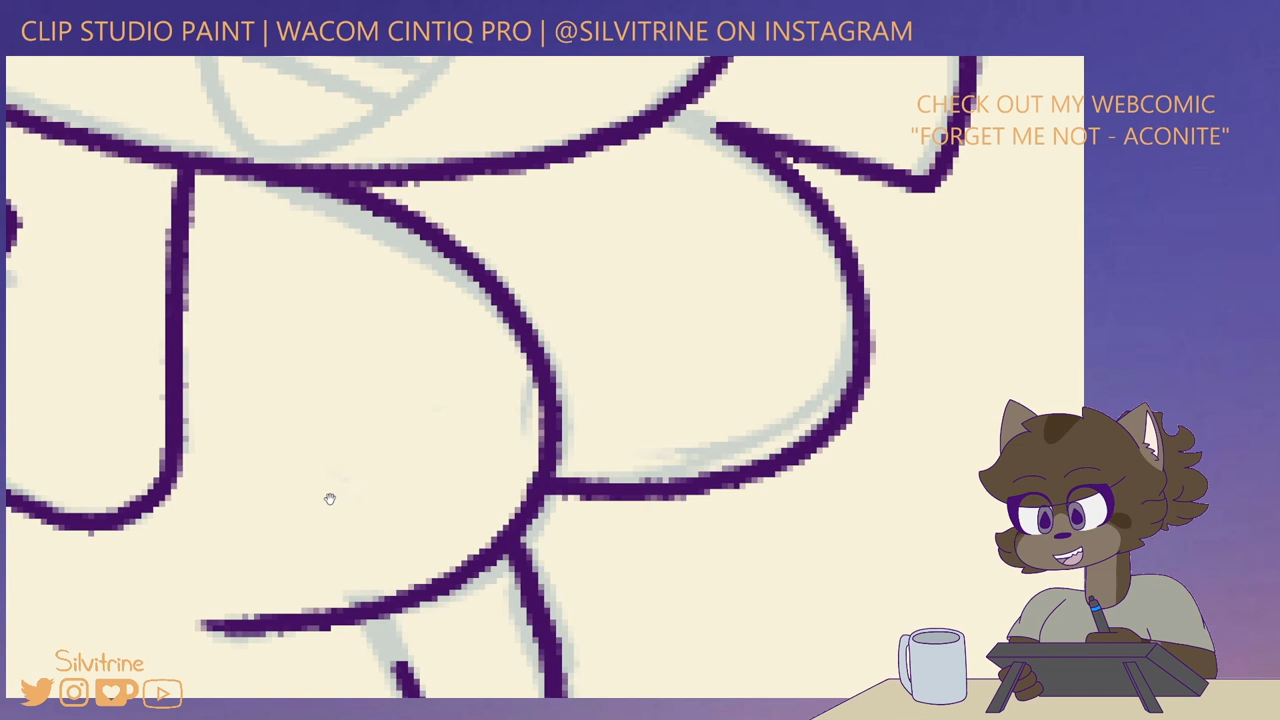 CLIP STUDIO PAINT | WACOM CINTIQ PRO | @SILVITRINE ON INSTAGRAM
CHECK OUT MY WEBCOMIC
"FORGET ME NOT - ACONITE"
Silvitrine